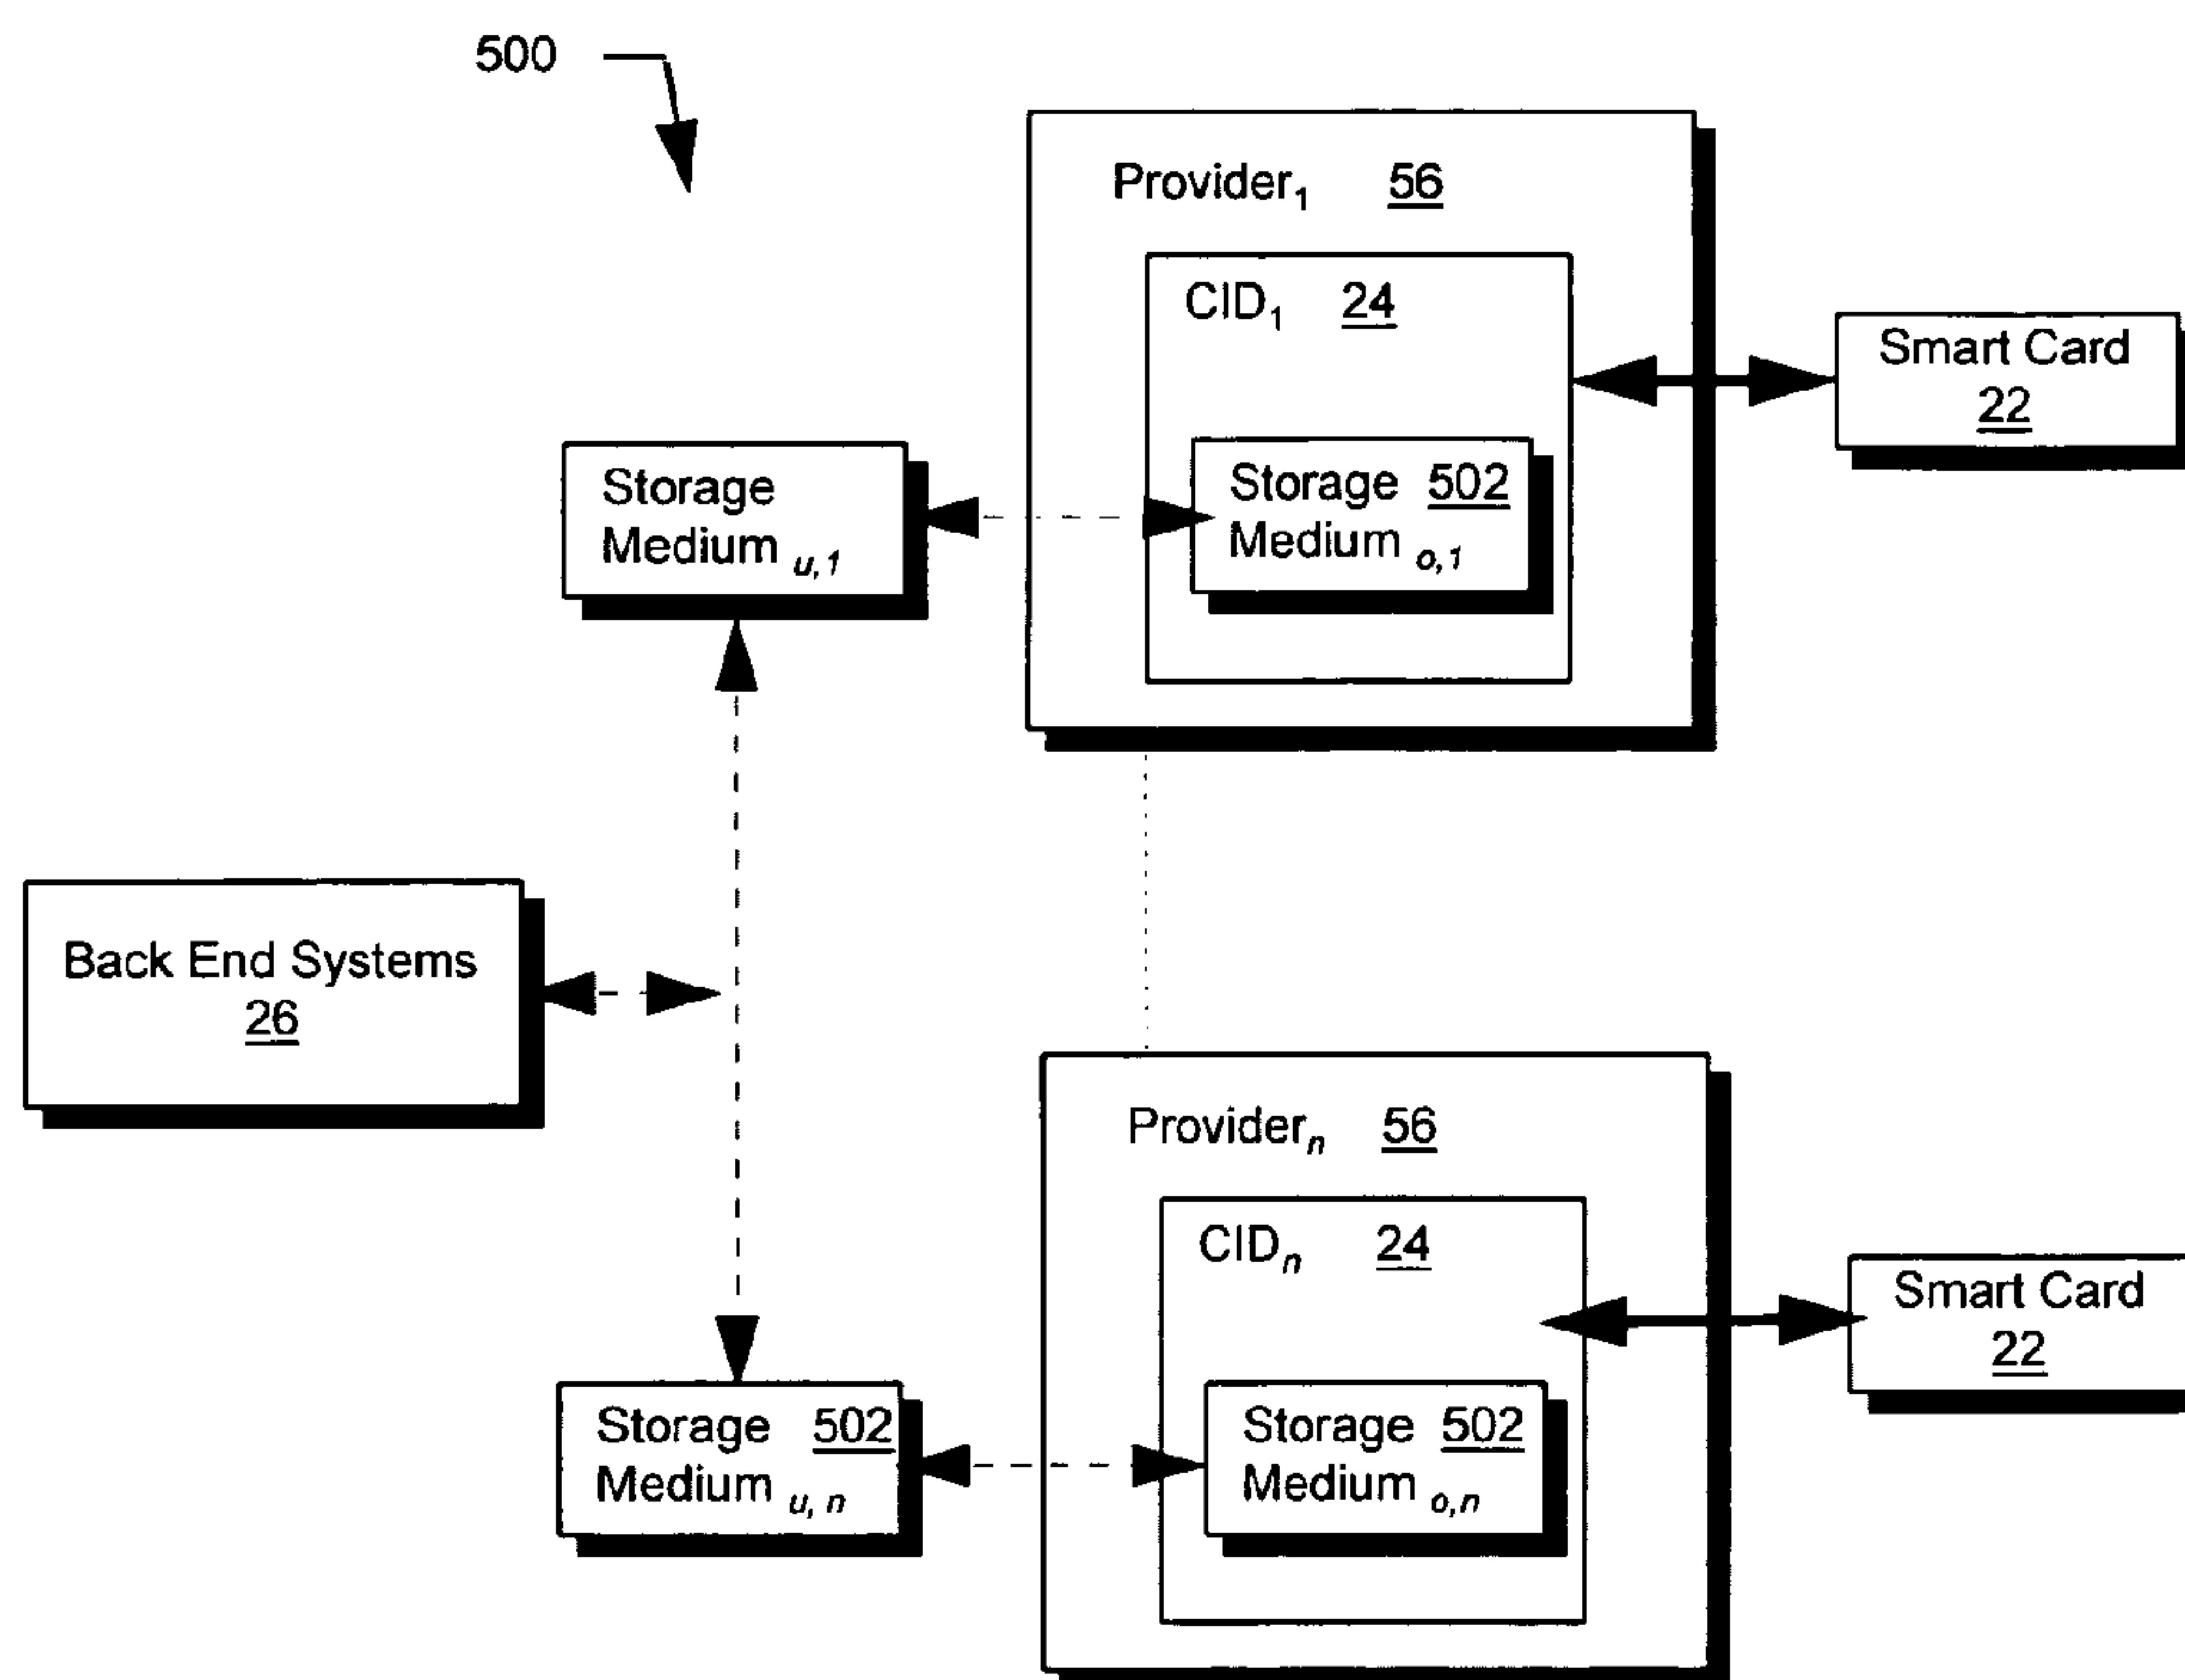 500
Provider1 56
CID1 24
Smart Card
22
Storage
Medium u,1
Storage 502
Medium o,1
Back End Systems
26
Providern 56
CIDn 24
Smart Card
22
Storage 502
Medium u, n
Storage 502
Medium o,n